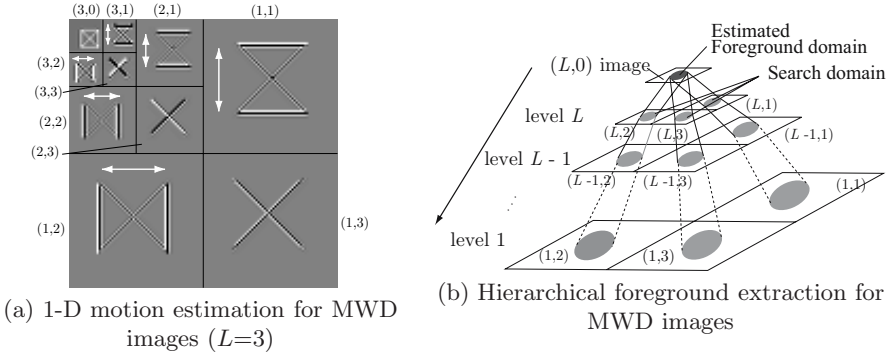 (3,0) (3,1) (2,1) (1,1)
(3,2)
(3,3)
(2,2)
(2,3)
(1,2)
(1,3)
(a) 1-D motion estimation for MWD
images (L=3)
Estimated
Foreground domain
(L,0) image
Search domain
level L
(L,1)
(L,2)
(L,3)
level L - 1
(L -1,1)
(L -1,2)
(L -1,3)
(1,1)
level 1
(1,2)
(1,3)
(b) Hierarchical foreground extraction for
MWD images